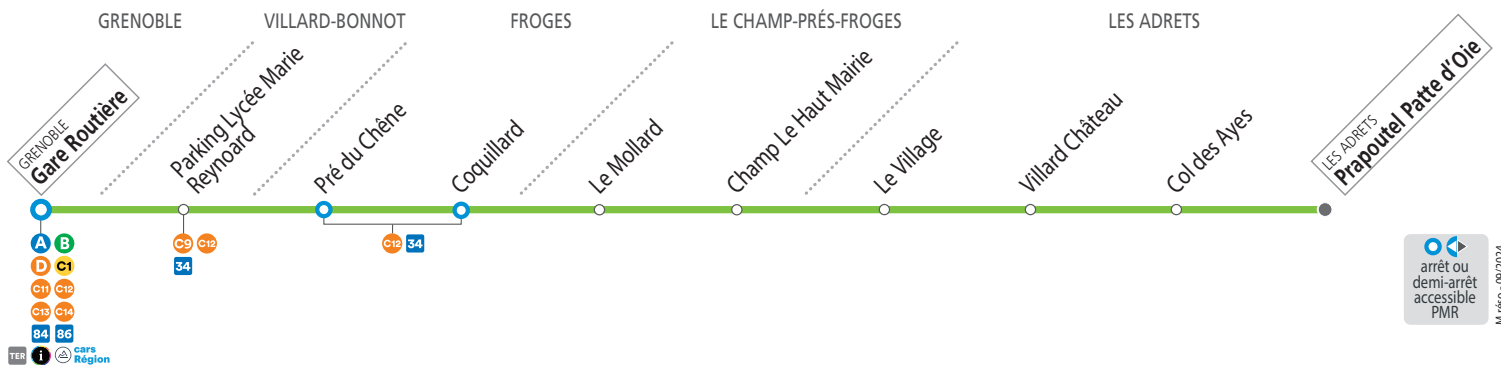 GRENOBLE
VILLARD-BONNOT
FROGES
LE CHAMP-PRÉS-FROGES
LES ADRETS
GRENOBLE
Gare Routière
Parking Lycée Marie
Reynoard
Pré du Chêne
Coquillard
Le Mollard
Champ Le Haut Mairie
Le Village
Villard Château
Col des Ayes
LES ADRETS
Prapoutel Patte d'Oie
A B
D C1
C11 C12
C13 C14
84 86
TER i cars
Région
C9 C12
34
C12 34
arrêt ou
demi-arrêt
accessible
PMR
M réso - 09/2024